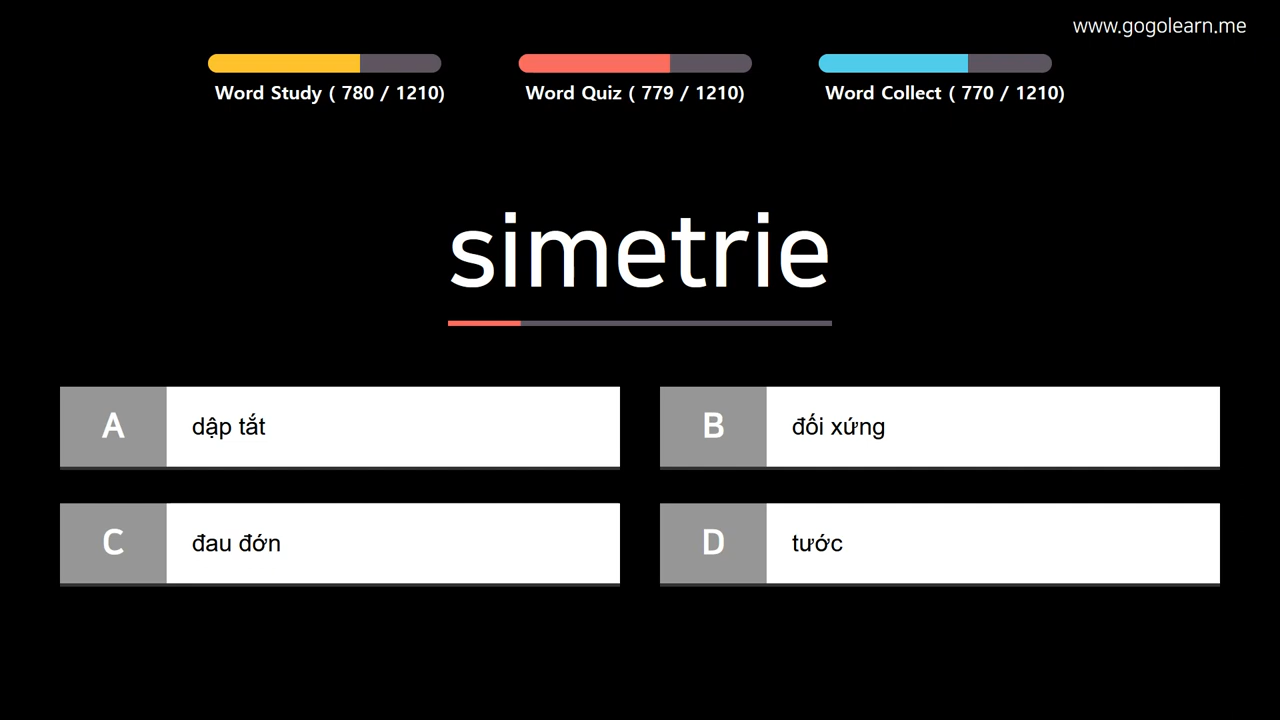 www.gogolearn.me
Word Study ( 780 / 1210)
Word Quiz ( 779 / 1210)
Word Collect ( 770 / 1210)
simetrie
A dập tắt
B đối xứng
C đau đớn
D tước